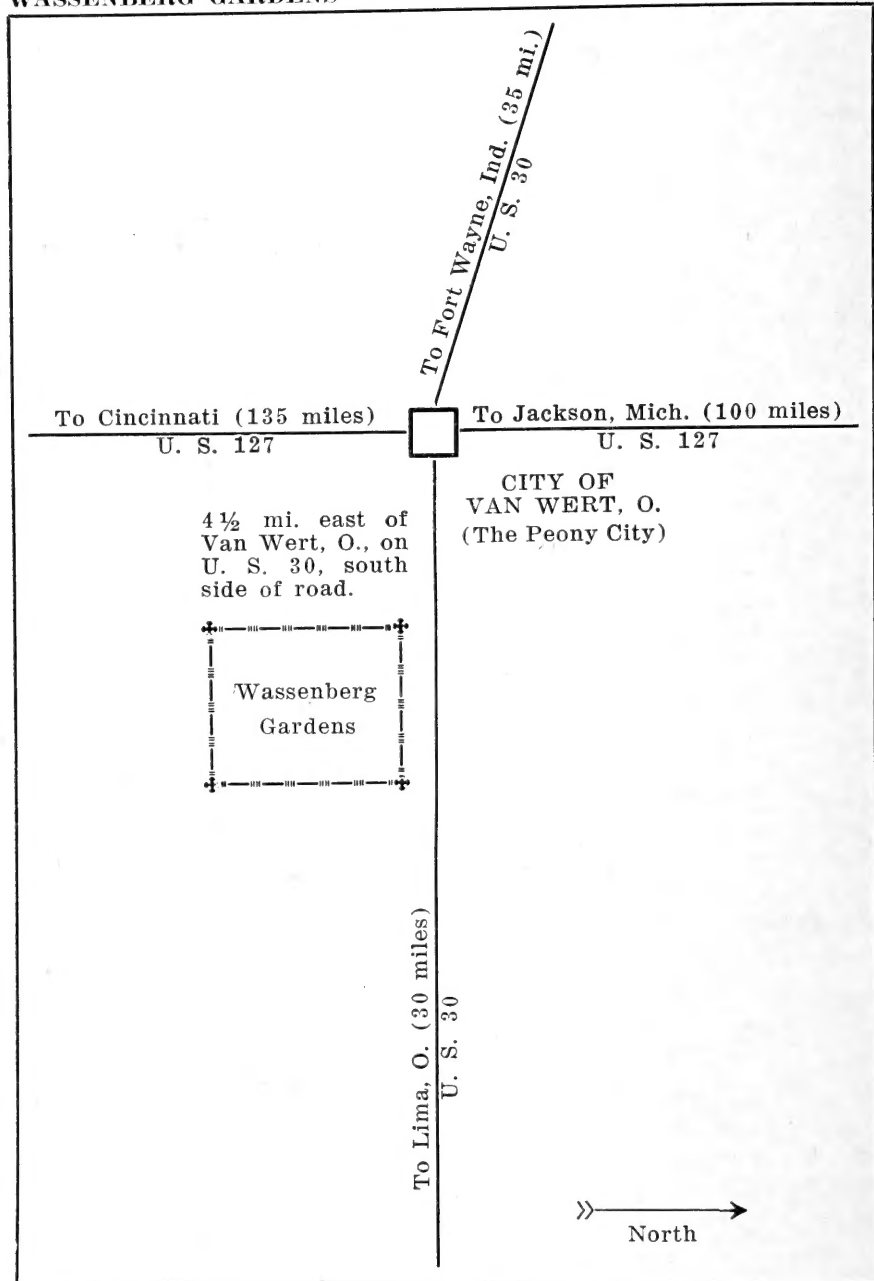 WASSENBERG GARDENS
To Fort Wayne, Ind. (35 mi.)
U. S. 30
To Cincinnati (135 miles)
U. S. 127
To Jackson, Mich. (100 miles)
U. S. 127
CITY OF
VAN WERT, O.
(The Peony City)
4½ mi. east of
Van Wert, O., on
U. S. 30, south
side of road.
Wassenberg
Gardens
To Lima, O. (30 miles)
U. S. 30
North